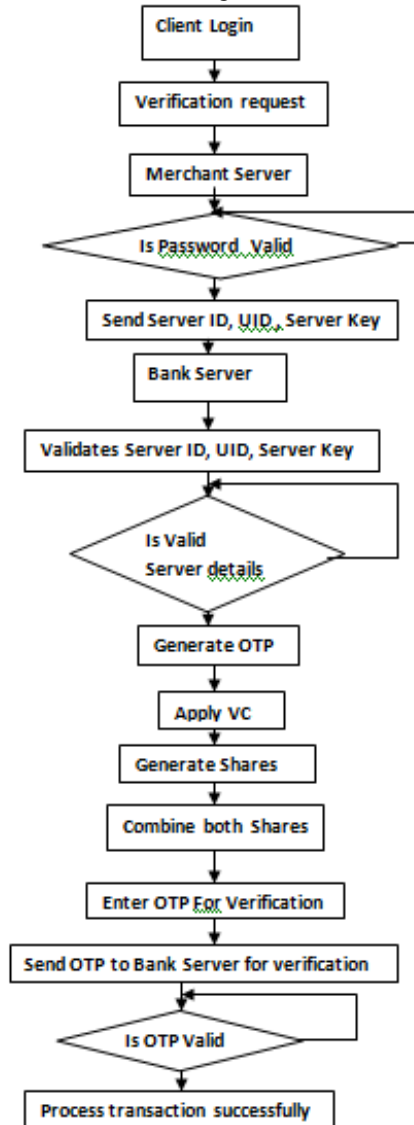 Client Login
Verification request
Merchant Server
Is Password Valid
Send Server ID, UID, Server Key
Bank Server
Validates Server ID, UID, Server Key
Is Valid
Server details
Generate OTP
Apply VC
Generate Shares
Combine both Shares
Enter OTP For Verification
Send OTP to Bank Server for verification
Is OTP Valid
Process transaction successfully